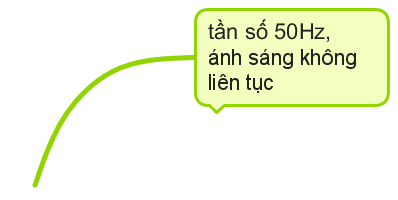 tần số 50Hz,
ánh sáng không
liên tục